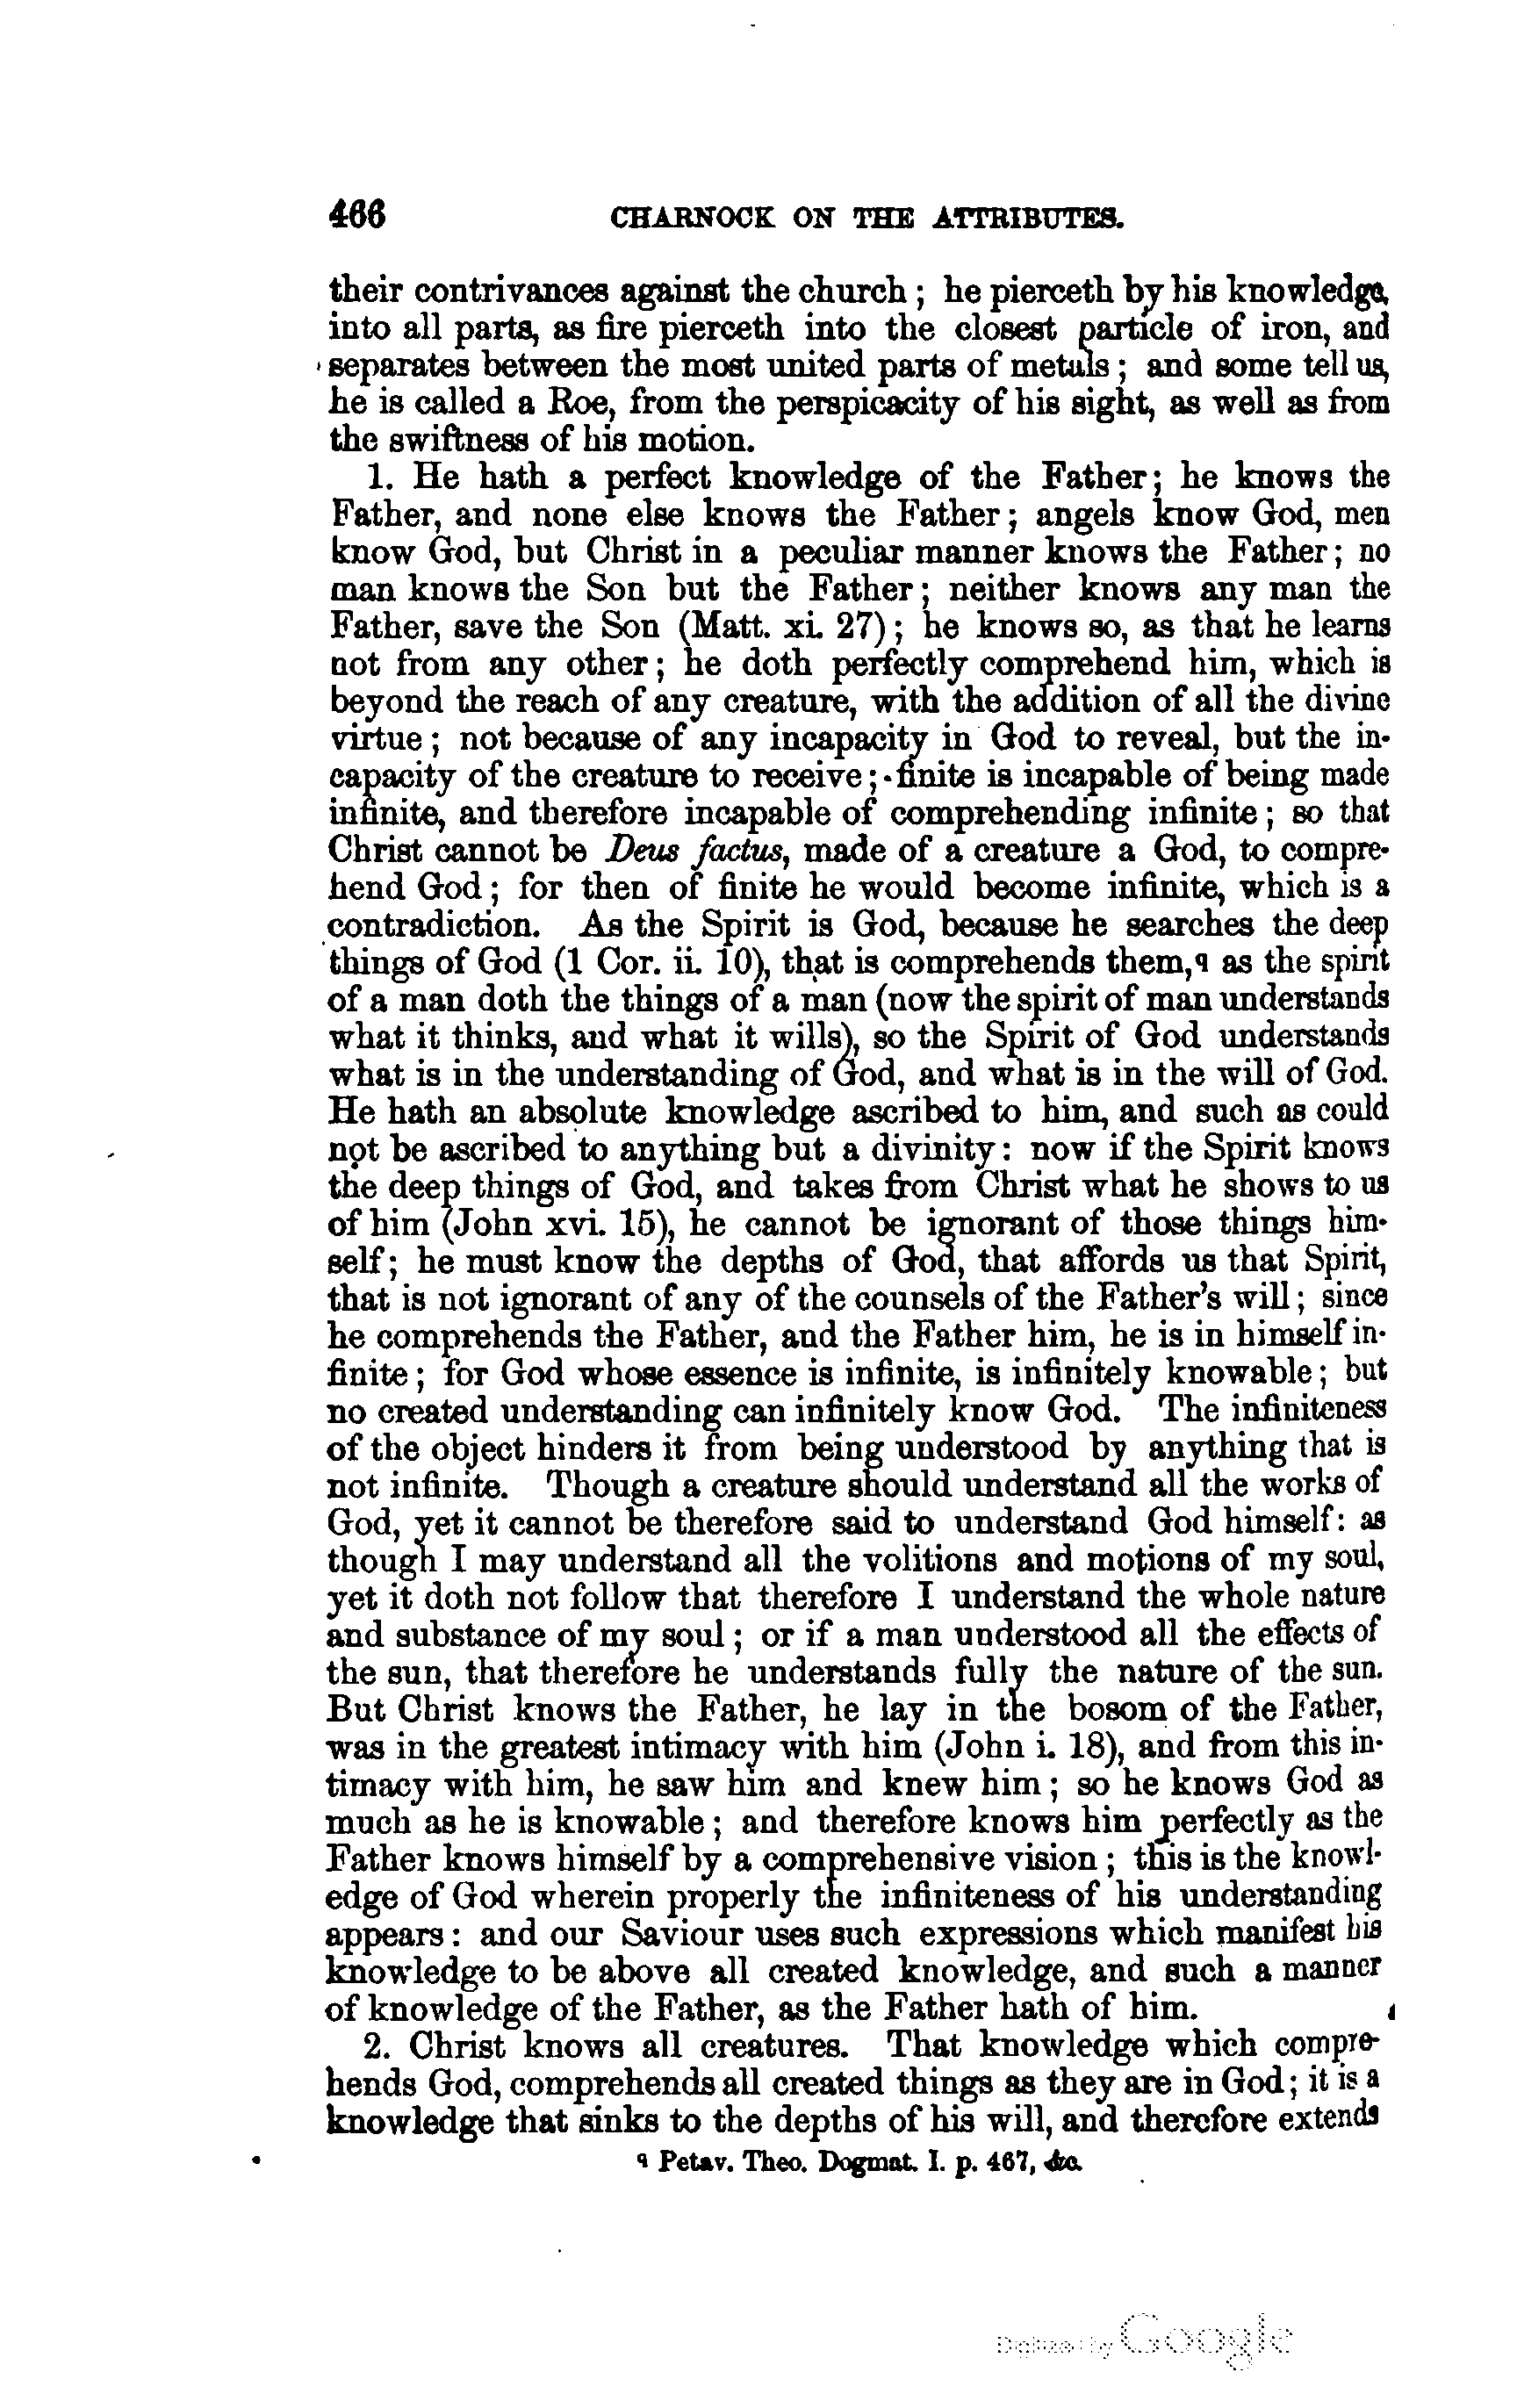 466 CHARNOCK ON THE ATTRIBUTES.
their contrivances against the church; he pierceth by his knowledge,
into all parts, as fire pierceth into the closest particle of iron, and
separates between the most united parts of metals; and some tell us,
he is called a Roe, from the perspicacity of his sight, as well as from
the swiftness of his motion.
1. He hath a perfect knowledge of the Father; he knows the
Father, and none else knows the Father; angels know God, men
know God, but Christ in a peculiar manner knows the Father; no
man knows the Son but the Father; neither knows any man the
Father, save the Son (Matt. xi. 27); he knows so, as that he learns
not from any other; he doth perfectly comprehend him, which is
beyond the reach of any creature, with the addition of all the divine
virtue; not because of any incapacity in God to reveal, but the in-
capacity of the creature to receive; finite is incapable of being made
infinite, and therefore incapable of comprehending infinite; so that
Christ cannot be Deus factus, made of a creature a God, to compre-
hend God; for then of finite he would become infinite, which is a
contradiction. As the Spirit is God, because he searches the deep
things of God (1 Cor. ii. 10), that is comprehends them,q as the spirit
of a man doth the things of a man (now the spirit of man understands
what it thinks, and what it wills), so the Spirit of God understands
what is in the understanding of God, and what is in the will of God.
He hath an absolute knowledge ascribed to him, and such as could
not be ascribed to anything but a divinity: now if the Spirit knows
the deep things of God, and takes from Christ what he shows to us
of him (John xvi. 15), he cannot be ignorant of those things him-
self; he must know the depths of God, that affords us that Spirit,
that is not ignorant of any of the counsels of the Father's will; since
he comprehends the Father, and the Father him, he is in himself in-
finite; for God whose essence is infinite, is infinitely knowable; but
no created understanding can infinitely know God. The infiniteness
of the object hinders it from being understood by anything that is
not infinite. Though a creature should understand all the works of
God, yet it cannot be therefore said to understand God himself: as
though I may understand all the volitions and motions of my soul,
yet it doth not follow that therefore I understand the whole nature
and substance of my soul; or if a man understood all the effects of
the sun, that therefore he understands fully the nature of the sun.
But Christ knows the Father, he lay in the bosom of the Father,
was in the greatest intimacy with him (John i. 18), and from this in-
timacy with him, he saw him and knew him; so he knows God as
much as he is knowable; and therefore knows him perfectly as the
Father knows himself by a comprehensive vision; this is the knowl-
edge of God wherein properly the infiniteness of his understanding
appears: and our Saviour uses such expressions which manifest his
knowledge to be above all created knowledge, and such a manner
of knowledge of the Father, as the Father hath of him.
2. Christ knows all creatures. That knowledge which compre-
hends God, comprehends all created things as they are in God; it is a
knowledge that sinks to the depths of his will, and therefore extends
q Petav. Theo. Dogmat. I. p. 467, &c.
Digitized by Google